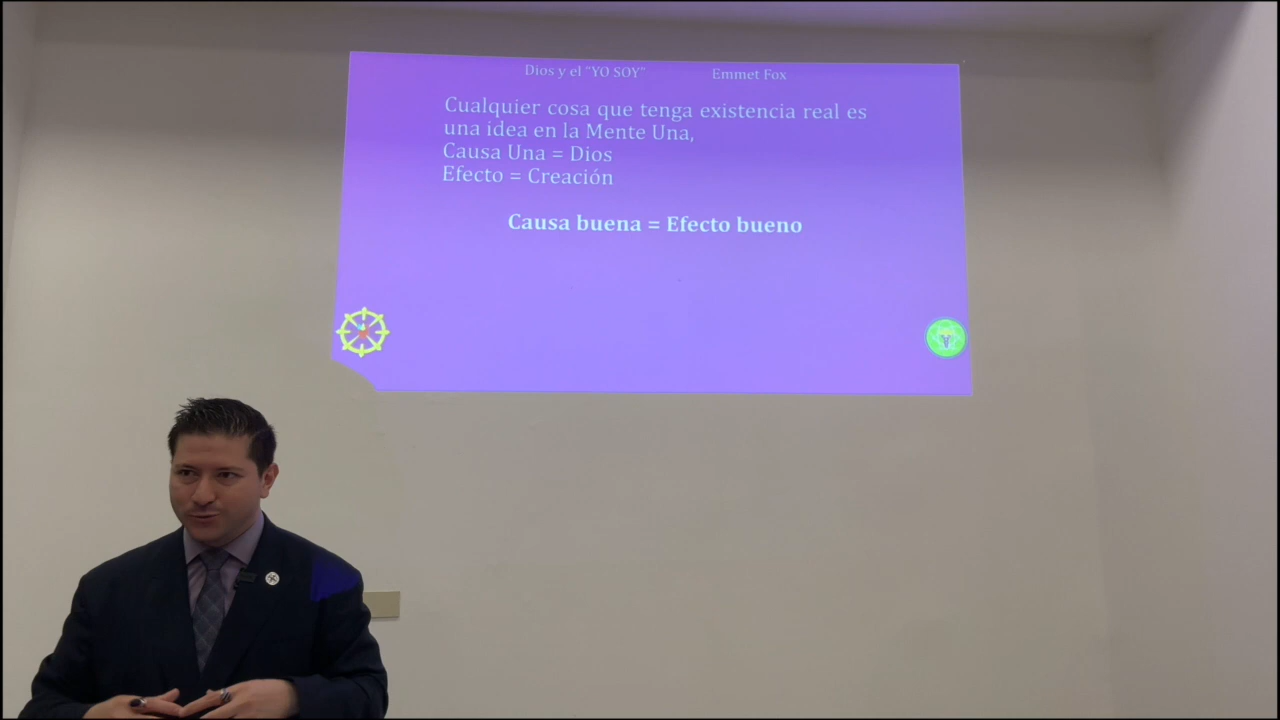 Dios y el "YO SOY" Emmet Fox
Cualquier cosa que tenga existencia real es
una idea en la Mente Una,
Causa Una = Dios
Efecto = Creación
Causa buena = Efecto bueno